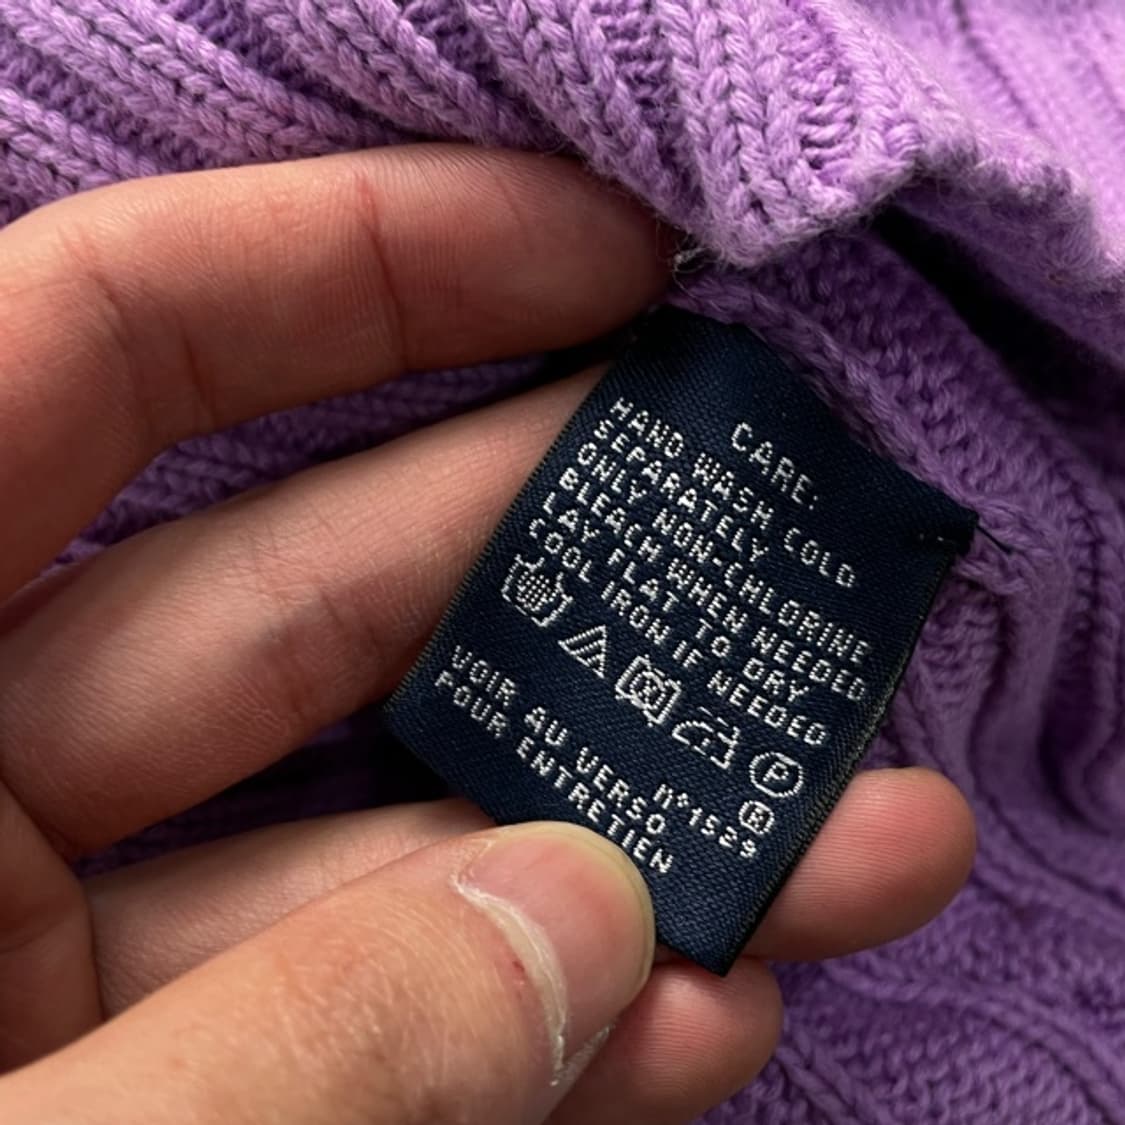 CARE:
HAND WASH COLD
SEPARATELY
ONLY NON-CHLORINE
BLEACH WHEN NEEDED
LAY FLAT TO DRY
COOL IRON IF NEEDED
P
R
n°1529
VOIR AU VERSO
POUR ENTRETIEN